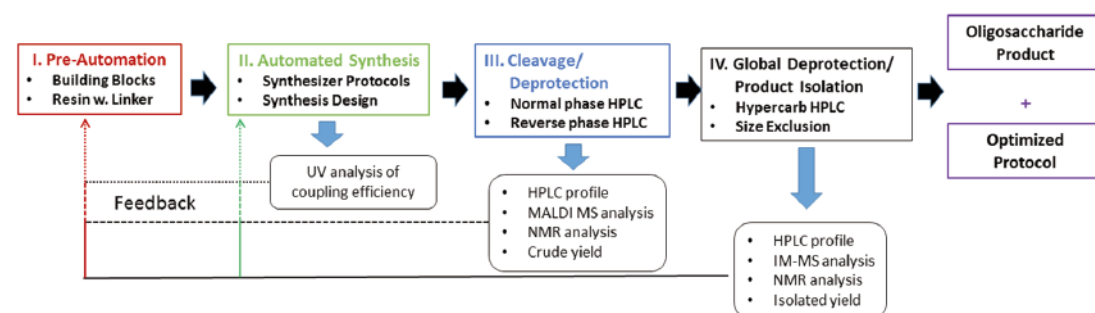 I. Pre-Automation
• Building Blocks
• Resin w. Linker
II. Automated Synthesis
• Synthesizer Protocols
• Synthesis Design
III. Cleavage/
Deprotection
• Normal phase HPLC
• Reverse phase HPLC
IV. Global Deprotection/
Product Isolation
• Hypercarb HPLC
• Size Exclusion
Oligosaccharide
Product
+
Optimized
Protocol
UV analysis of
coupling efficiency
Feedback
• HPLC profile
• MALDI MS analysis
• NMR analysis
• Crude yield
• HPLC profile
• IM-MS analysis
• NMR analysis
• Isolated yield